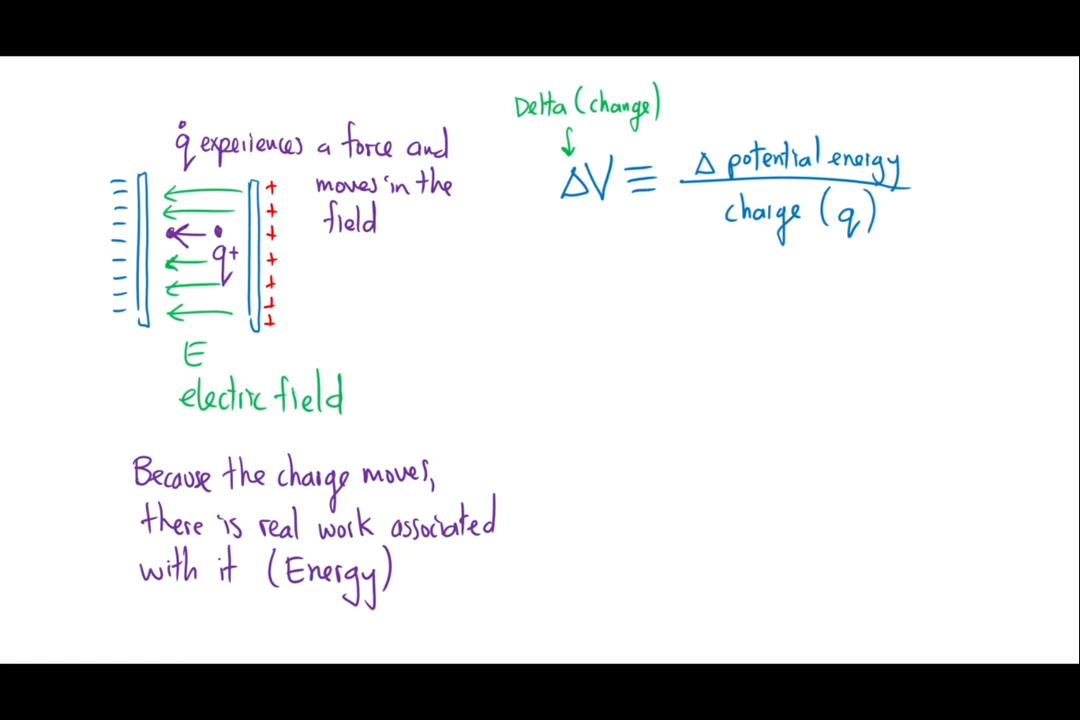 Delta (change)
q experiences a force and
moves in the
field
ΔV ≡ Δ potential energy
charge (q)
− + 
− +
− +
− q+ +
− +
− +
− +
−
E
electric field
Because the charge moves,
there is real work associated
with it (Energy)